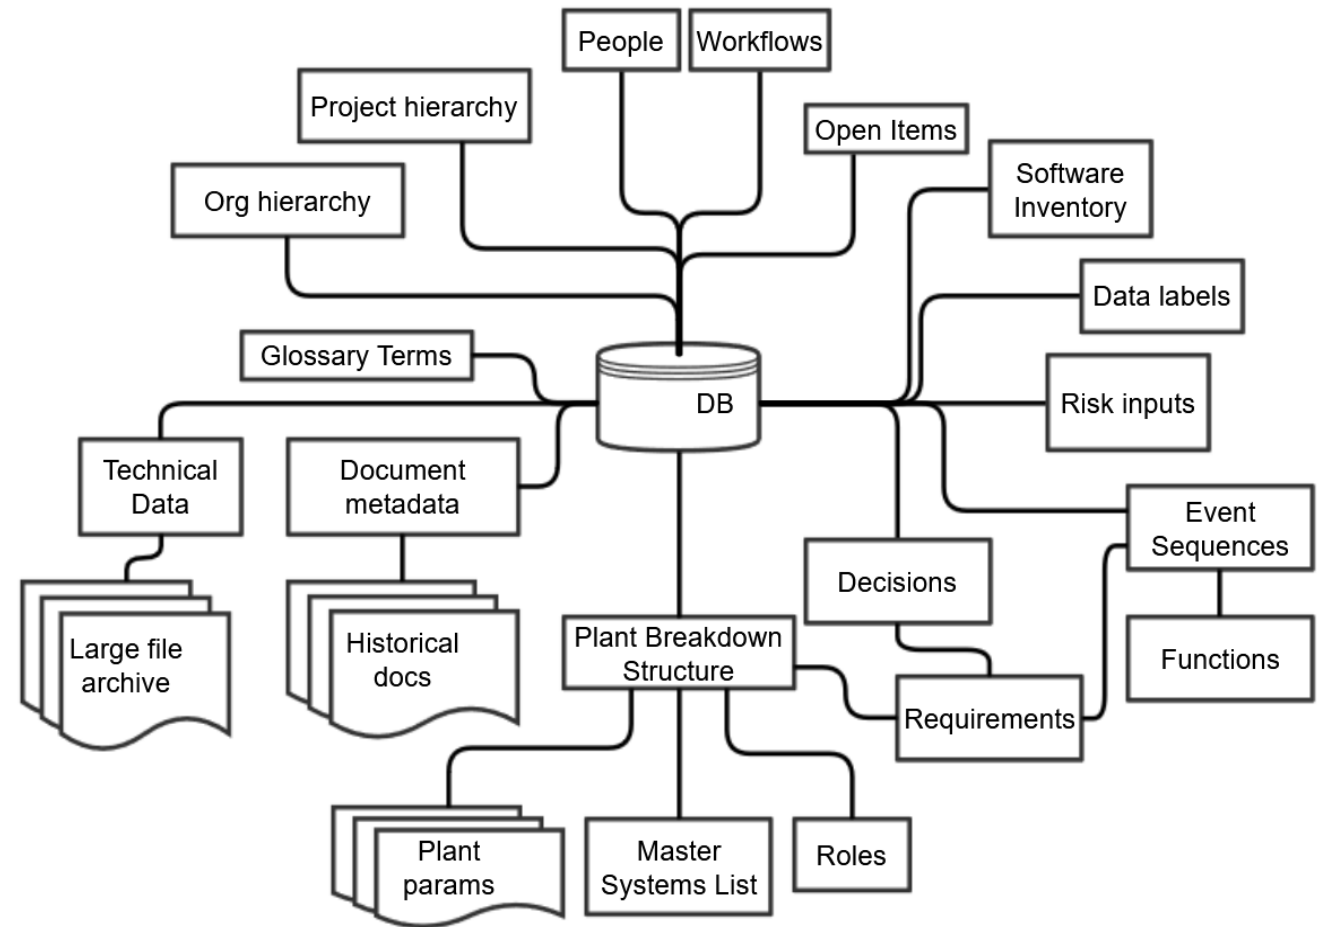 People
Workflows
Project hierarchy
Open Items
Software
Inventory
Org hierarchy
Data labels
Glossary Terms
DB
Risk inputs
Technical
Data
Document
metadata
Event
Sequences
Decisions
Plant Breakdown
Structure
Large file
archive
Historical
docs
Functions
Requirements
Plant
params
Master
Systems List
Roles